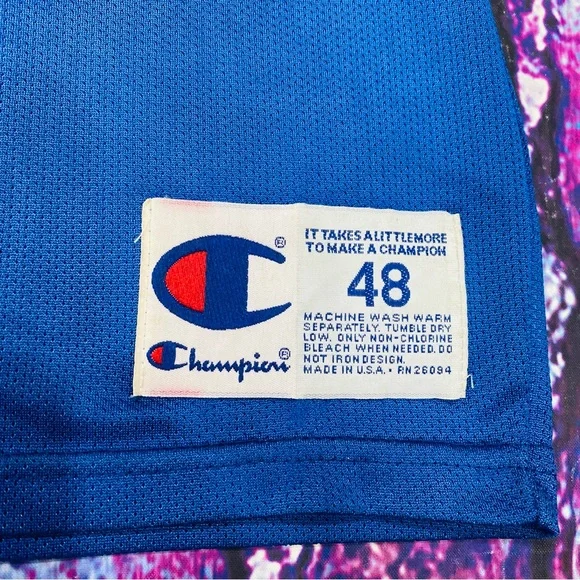 ®
Champion®
IT TAKES A LITTLE MORE
TO MAKE A CHAMPION
48
MACHINE WASH WARM
SEPARATELY. TUMBLE DRY
LOW. ONLY NON-CHLORINE
BLEACH WHEN NEEDED. DO
NOT IRON DESIGN.
MADE IN U.S.A. • RN 26094